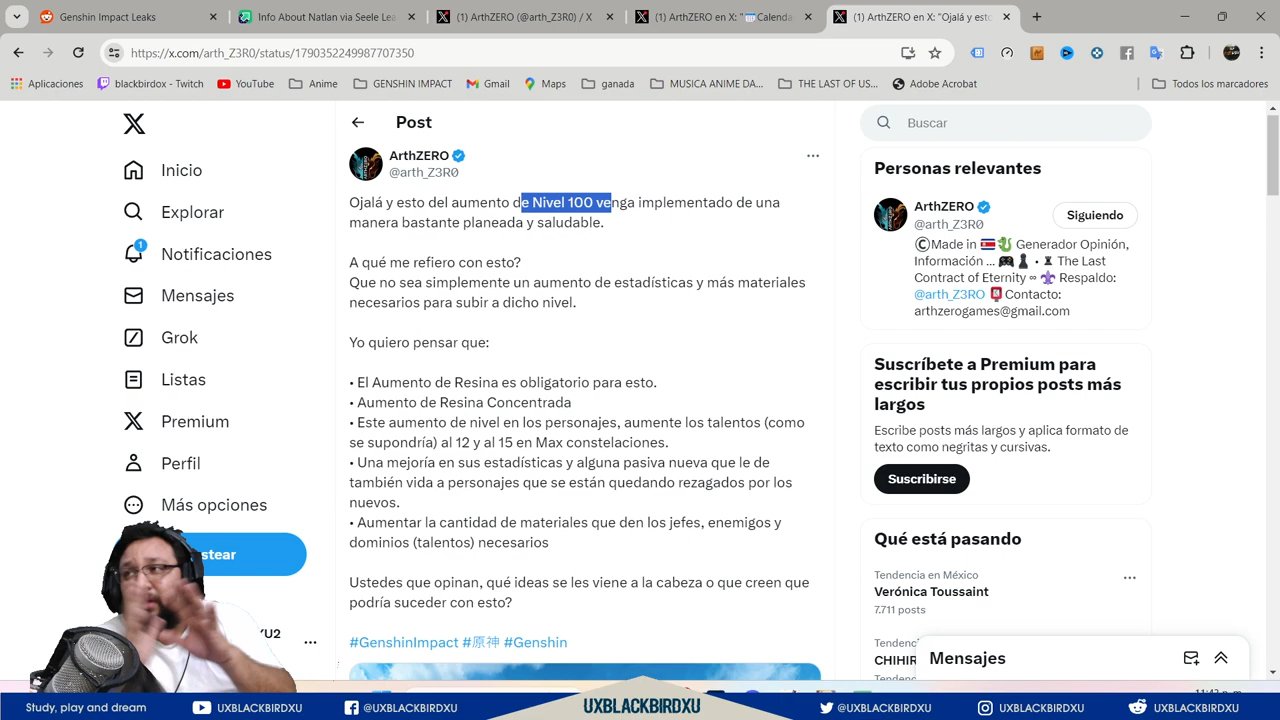 Genshin Impact Leaks
Info About Natlan via Seele Lea
(1) ArthZERO (@arth_Z3R0) / X
(1) ArthZERO en X: "🗓️Calenda
(1) ArthZERO en X: "Ojalá y esto
https://x.com/arth_Z3R0/status/1790352249987707350
Aplicaciones
blackbirdox - Twitch
YouTube
Anime
GENSHIN IMPACT
Gmail
Maps
ganada
MUSICA ANIME DA...
THE LAST OF US...
Adobe Acrobat
Todos los marcadores
Inicio
Explorar
1
Notificaciones
Mensajes
Grok
Listas
Premium
Perfil
Más opciones
stear
XU2
Post
ArthZERO
@arth_Z3R0
Ojalá y esto del aumento de Nivel 100 venga implementado de una
manera bastante planeada y saludable.
A qué me refiero con esto?
Que no sea simplemente un aumento de estadísticas y más materiales
necesarios para subir a dicho nivel.
Yo quiero pensar que:
• El Aumento de Resina es obligatorio para esto.
• Aumento de Resina Concentrada
• Este aumento de nivel en los personajes, aumente los talentos (como
se supondría) al 12 y al 15 en Max constelaciones.
• Una mejoría en sus estadísticas y alguna pasiva nueva que le de
también vida a personajes que se están quedando rezagados por los
nuevos.
• Aumentar la cantidad de materiales que den los jefes, enemigos y
dominios (talentos) necesarios
Ustedes que opinan, qué ideas se les viene a la cabeza o que creen que
podría suceder con esto?
#GenshinImpact #原神 #Genshin
Buscar
Personas relevantes
ArthZERO
@arth_Z3R0
Siguiendo
©Made in 🇨🇷🐉 Generador Opinión,
Información ... 🎮♟️ • ♜ The Last
Contract of Eternity ∞ ⚜️ Respaldo:
@arth_Z3RO 📮Contacto:
arthzerogames@gmail.com
Suscríbete a Premium para
escribir tus propios posts más
largos
Escribe posts más largos y aplica formato de
texto como negritas y cursivas.
Suscribirse
Qué está pasando
Tendencia en México
Verónica Toussaint
7.711 posts
Tendenc
CHIHIR
Mensajes
Study, play and dream
UXBLACKBIRDXU
@UXBLACKBIRDXU
UXBLACKBIRDXU
@UXBLACKBIRDXU
UXBLACKBIRDXU
UXBLACKBIRDXU